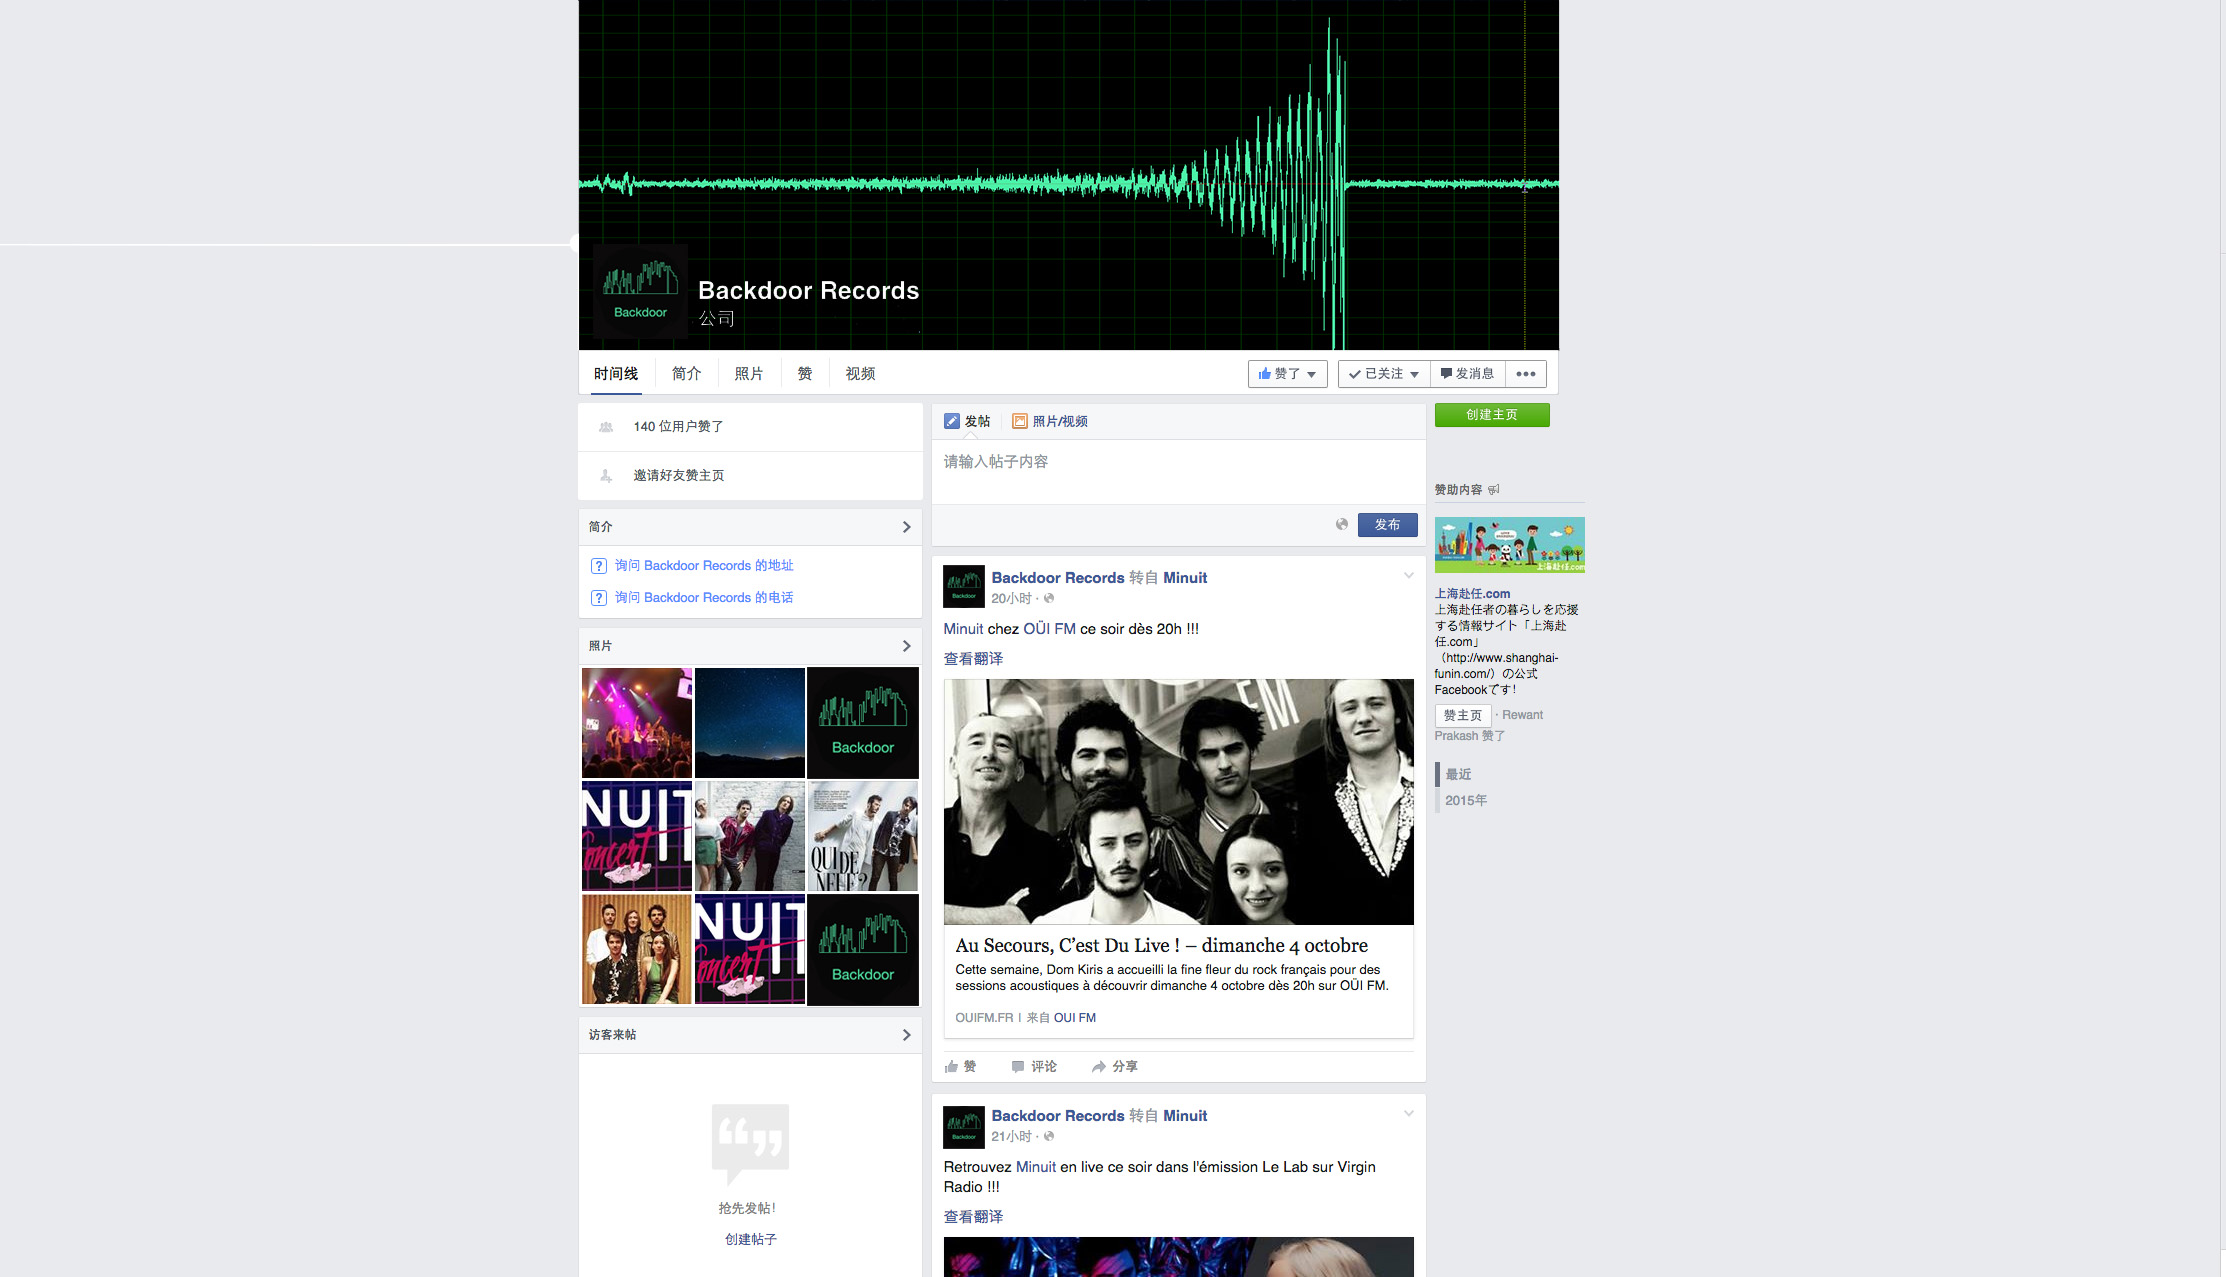 Backdoor
Backdoor Records
公司
时间线
简介
照片
赞
视频
赞了
已关注
发消息
140 位用户赞了
邀请好友赞主页
简介
询问 Backdoor Records 的地址
询问 Backdoor Records 的电话
照片
Backdoor
NUIT
Concert
QUI DE
NEUF?
NUIT
Concert
Backdoor
访客来帖
抢先发帖！
创建帖子
发帖
照片/视频
请输入帖子内容
发布
Backdoor
Backdoor Records 转自 Minuit
20小时 ·
Minuit chez OÜI FM ce soir dès 20h !!!
查看翻译
FM
Au Secours, C’est Du Live ! – dimanche 4 octobre
Cette semaine, Dom Kiris a accueilli la fine fleur du rock français pour des
sessions acoustiques à découvrir dimanche 4 octobre dès 20h sur OÜI FM.
OUIFM.FR | 来自 OUI FM
赞
评论
分享
Backdoor
Backdoor Records 转自 Minuit
21小时 ·
Retrouvez Minuit en live ce soir dans l'émission Le Lab sur Virgin
Radio !!!
查看翻译
创建主页
赞助内容
上海赴任.com
上海赴任.com
上海赴任者の暮らしを応援
する情報サイト「上海赴
任.com」
（http://www.shanghai-
funin.com/）の公式
Facebookです！
赞主页 · Rewant
Prakash 赞了
最近
2015年